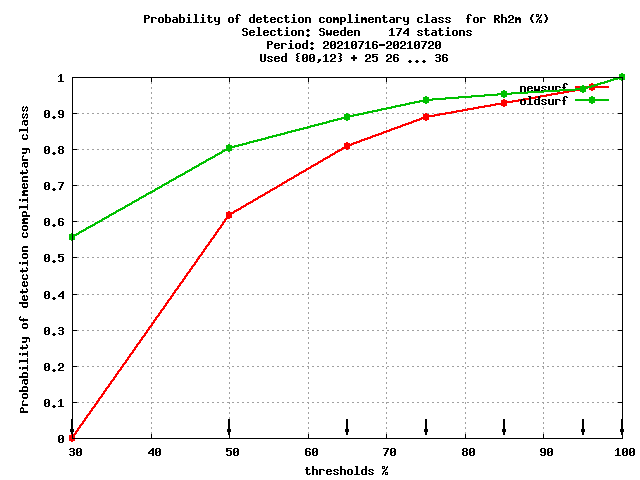 Probability of detection complimentary class  for Rh2m (%)
Selection: Sweden    174 stations
Period: 20210716-20210720
Used {00,12} + 25 26 ... 36
newsurf
oldsurf
Probability of detection complimentary class
1
0.9
0.8
0.7
0.6
0.5
0.4
0.3
0.2
0.1
0
30 40 50 60 70 80 90 100
thresholds %